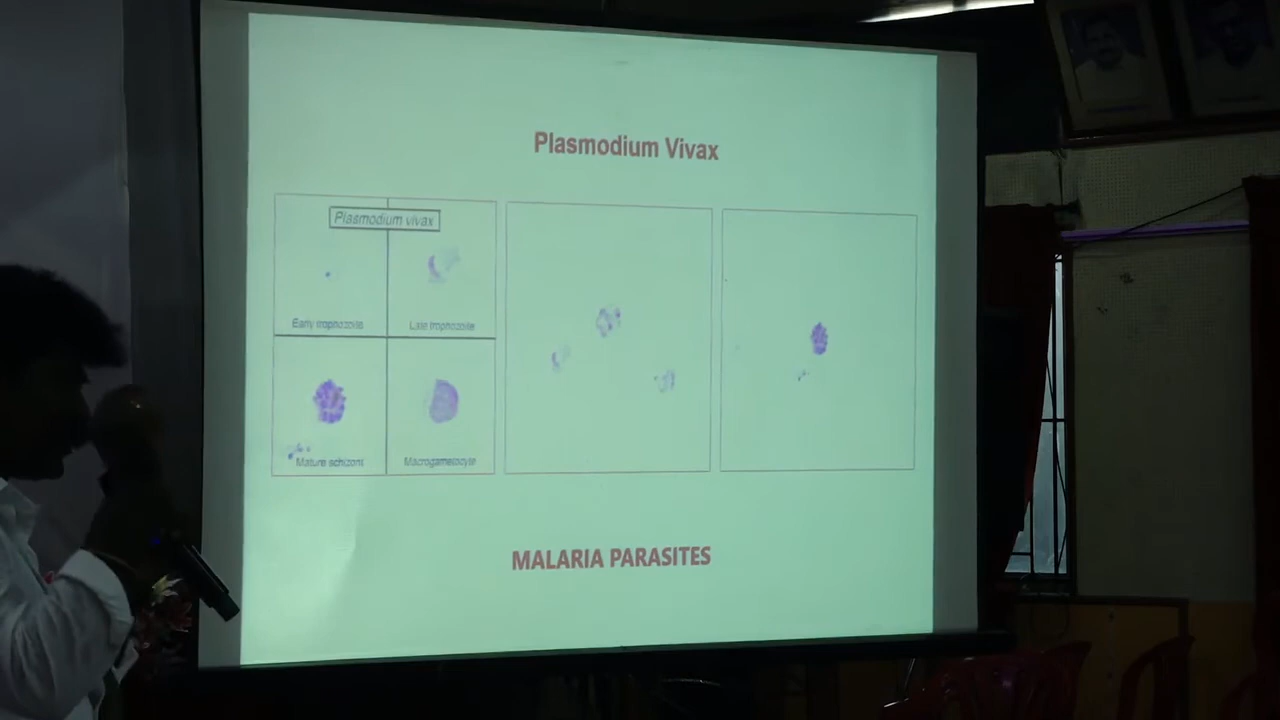 Plasmodium Vivax
Plasmodium vivax
Early trophozoite
Late trophozoite
Mature schizont
Macrogametocyte
MALARIA PARASITES